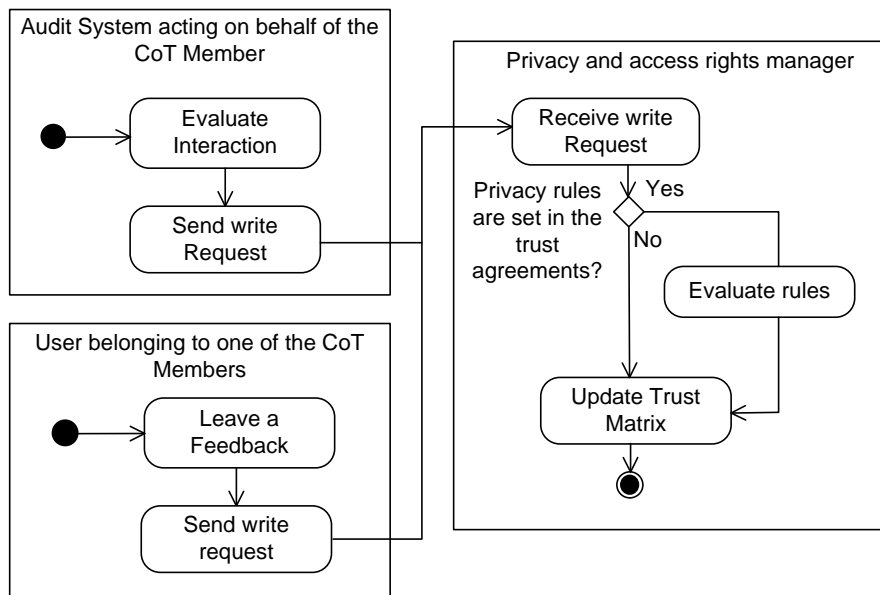 Audit System acting on behalf of the
CoT Member
Evaluate
Interaction
Send write
Request
User belonging to one of the CoT
Members
Leave a
Feedback
Send write
request
Privacy and access rights manager
Receive write
Request
Privacy rules
are set in the
trust
agreements?
Yes
No
Evaluate rules
Update Trust
Matrix